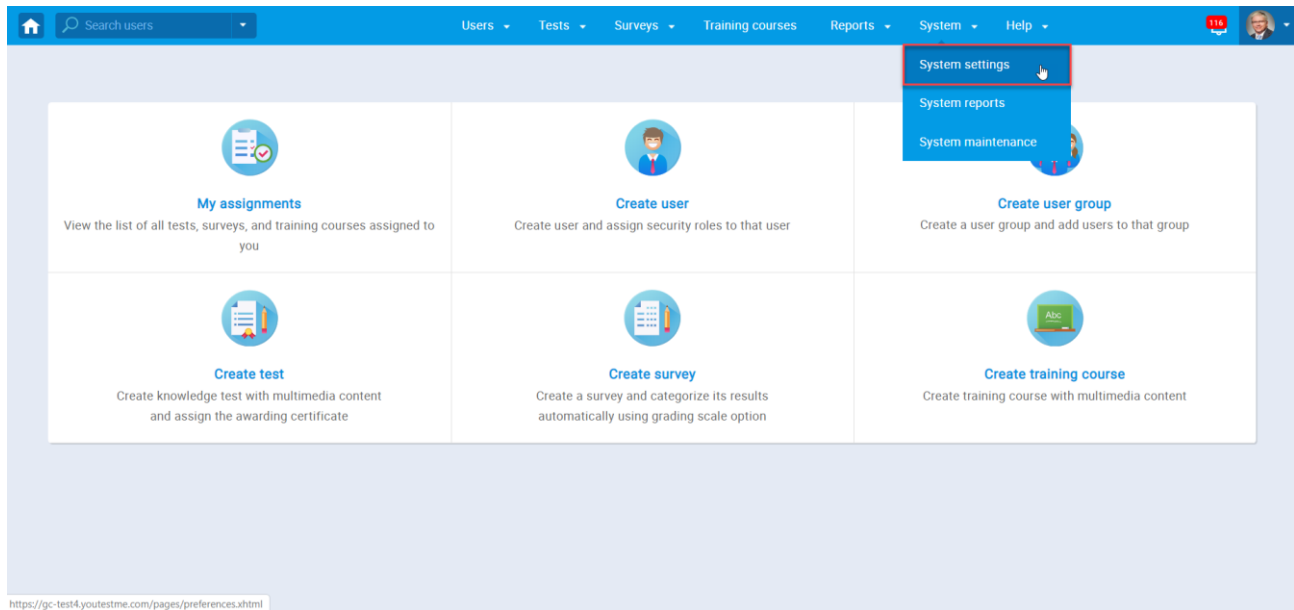 Search users
Users
Tests
Surveys
Training courses
Reports
System
Help
116
System settings
System reports
System maintenance
My assignments
View the list of all tests, surveys, and training courses assigned to
you
Create user
Create user and assign security roles to that user
Create user group
Create a user group and add users to that group
Create test
Create knowledge test with multimedia content
and assign the awarding certificate
Create survey
Create a survey and categorize its results
automatically using grading scale option
Abc
Create training course
Create training course with multimedia content
https://gc-test4.youtestme.com/pages/preferences.xhtml